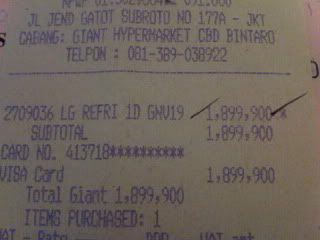 JL JEND GATOT SUBROTO NO 177A - JKT
CABANG: GIANT HYPERMARKET CBD BINTARO
TELPON : 081-389-038922
2709036 LG REFRI 1D GNV19 1,899,900 *
SUBTOTAL 1,899,900
CARD NO. 413718**********
VISA Card 1,899,900
Total Giant 1,899,900
ITEMS PURCHASED: 1